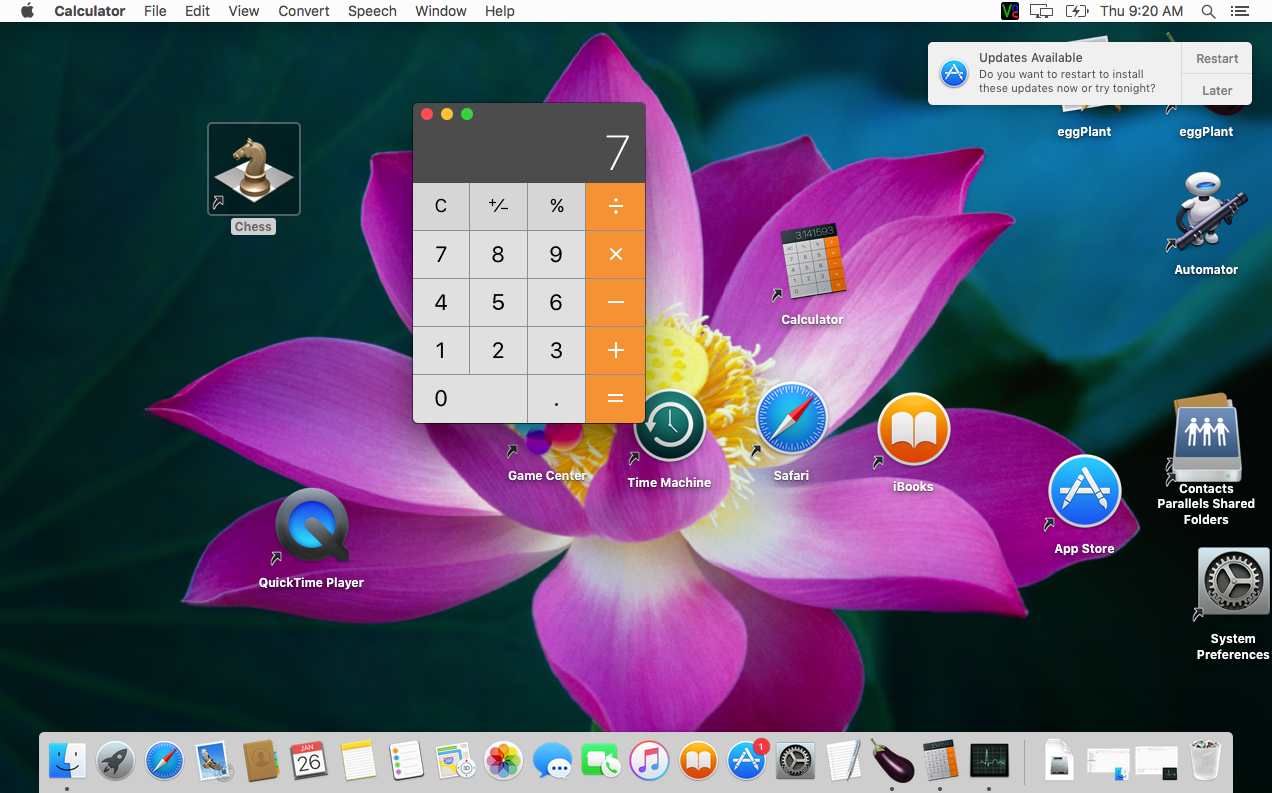 Calculator File Edit View Convert Speech Window Help Thu 9:20 AM
Updates Available
Do you want to restart to install
these updates now or try tonight?
Restart
Later
eggPlant
eggPlant
Chess
7
C ⁺∕₋ % ÷
7 8 9 ×
4 5 6 −
1 2 3 +
0 . =
3.141593
Calculator
Automator
Game Center
Time Machine
Safari
iBooks
Contacts
Parallels Shared
Folders
App Store
QuickTime Player
System
Preferences
JAN
26
1